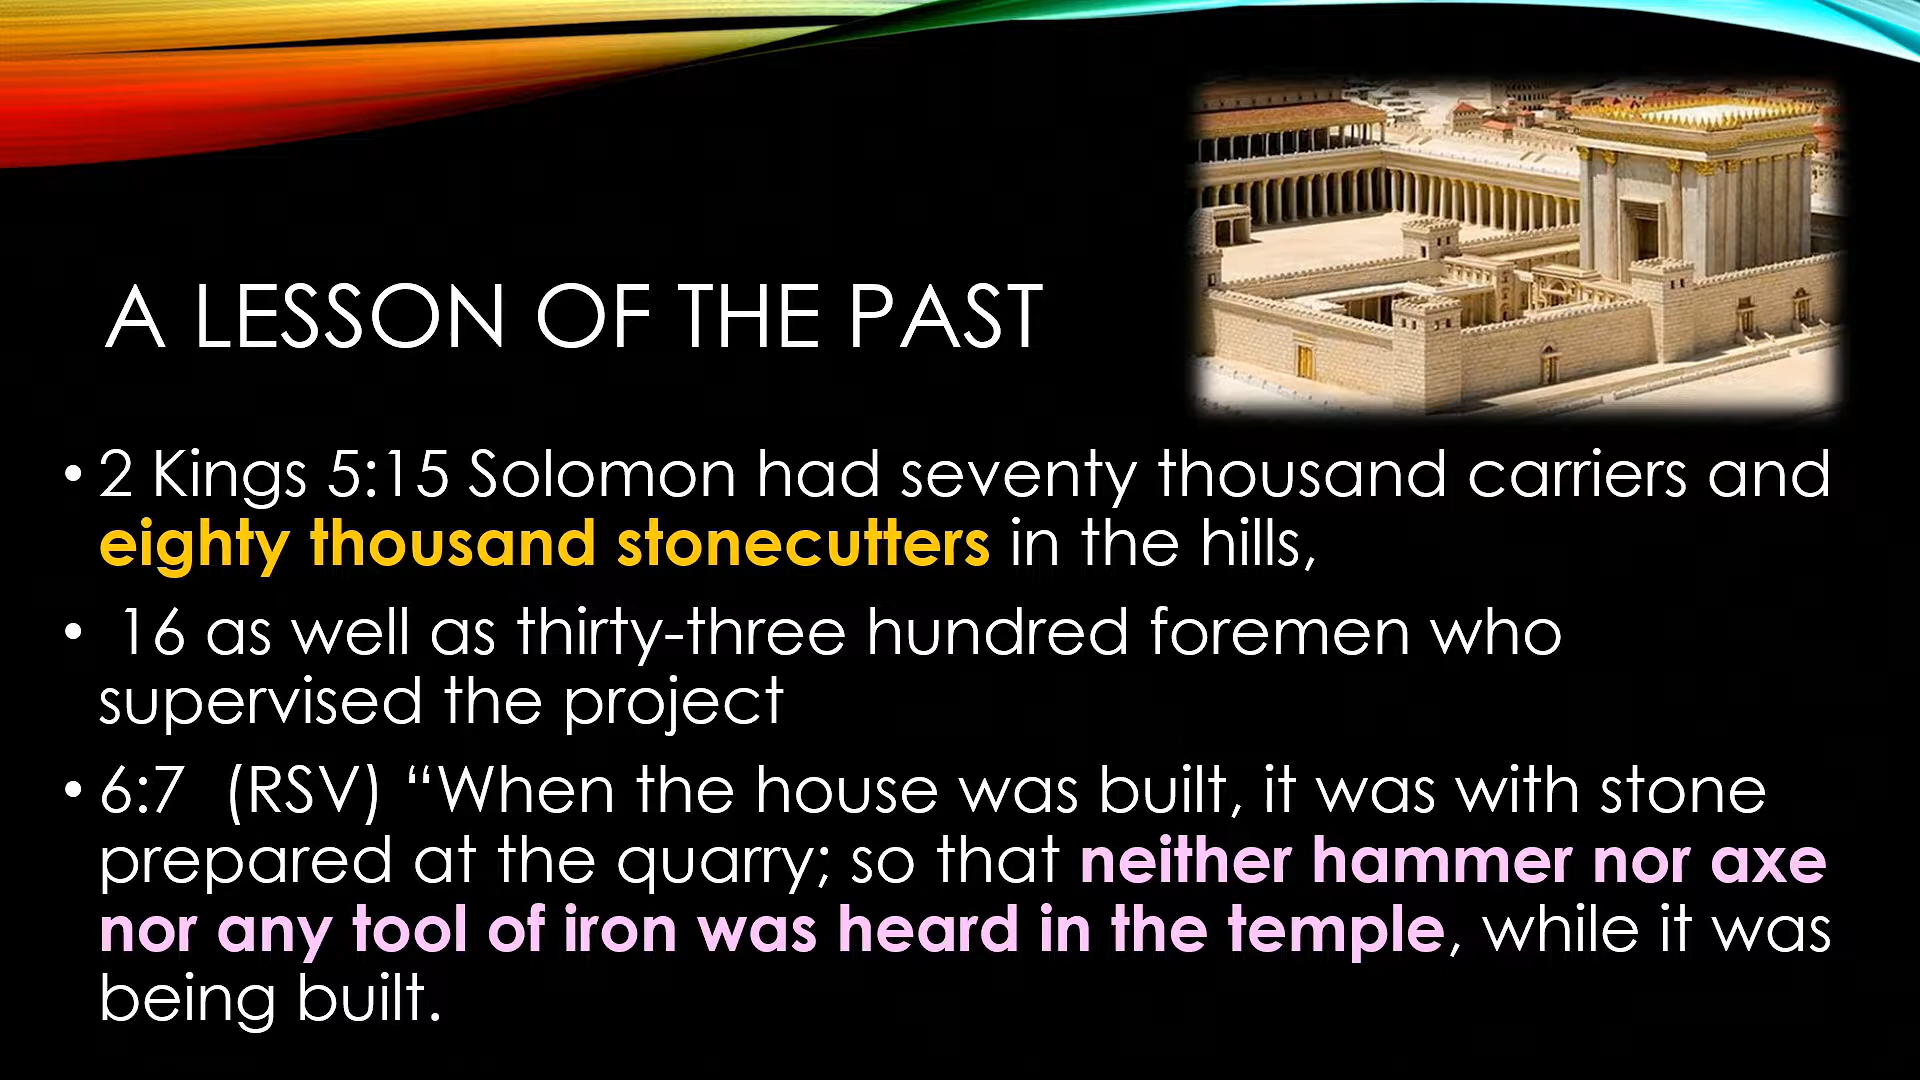 A LESSON OF THE PAST
• 2 Kings 5:15 Solomon had seventy thousand carriers and
eighty thousand stonecutters in the hills,
• 16 as well as thirty-three hundred foremen who
supervised the project
• 6:7 (RSV) “When the house was built, it was with stone
prepared at the quarry; so that neither hammer nor axe
nor any tool of iron was heard in the temple, while it was
being built.